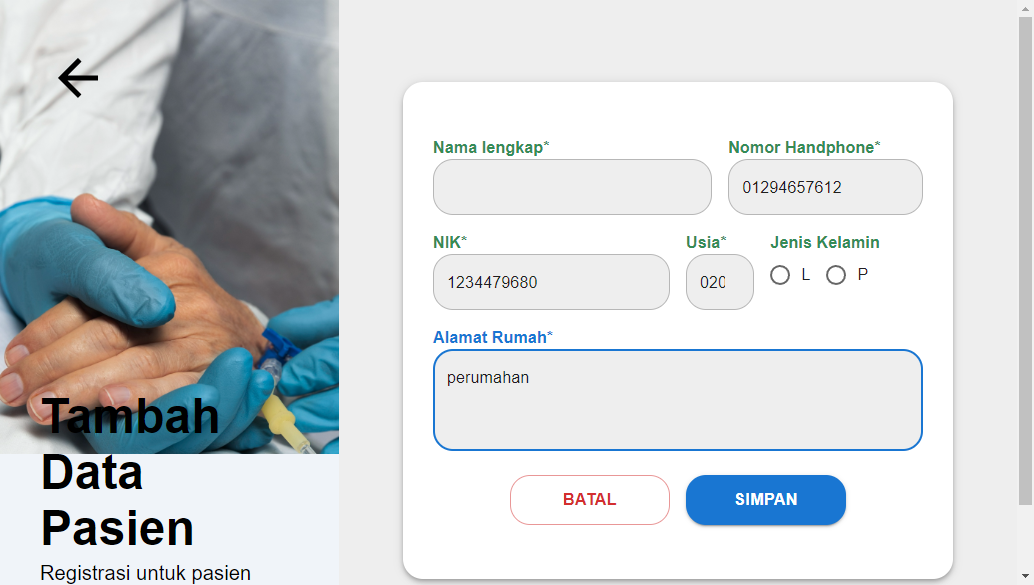 Tambah
Data
Pasien
Registrasi untuk pasien
Nama lengkap*
Nomor Handphone*
01294657612
NIK*
Usia*
Jenis Kelamin
1234479680
020
L
P
Alamat Rumah*
perumahan
BATAL
SIMPAN